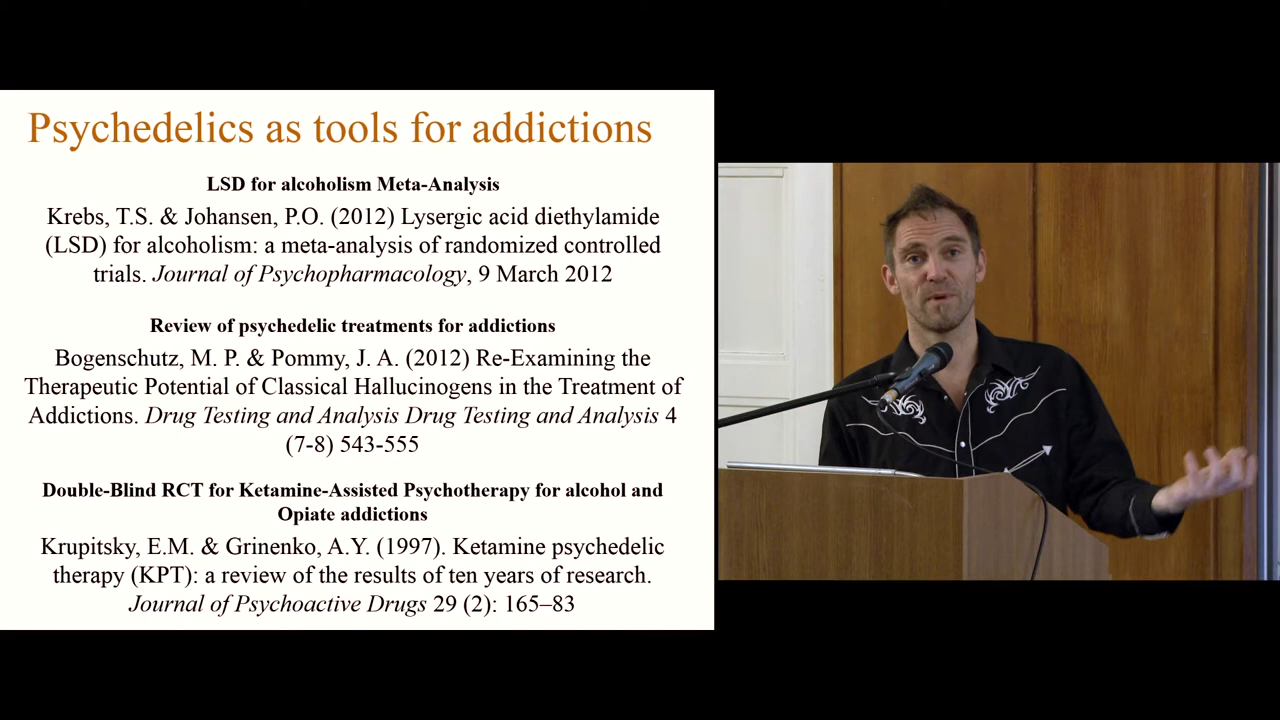 Psychedelics as tools for addictions
LSD for alcoholism Meta-Analysis
Krebs, T.S. & Johansen, P.O. (2012) Lysergic acid diethylamide
(LSD) for alcoholism: a meta-analysis of randomized controlled
trials. Journal of Psychopharmacology, 9 March 2012
Review of psychedelic treatments for addictions
Bogenschutz, M. P. & Pommy, J. A. (2012) Re-Examining the
Therapeutic Potential of Classical Hallucinogens in the Treatment of
Addictions. Drug Testing and Analysis Drug Testing and Analysis 4
(7-8) 543-555
Double-Blind RCT for Ketamine-Assisted Psychotherapy for alcohol and
Opiate addictions
Krupitsky, E.M. & Grinenko, A.Y. (1997). Ketamine psychedelic
therapy (KPT): a review of the results of ten years of research.
Journal of Psychoactive Drugs 29 (2): 165–83